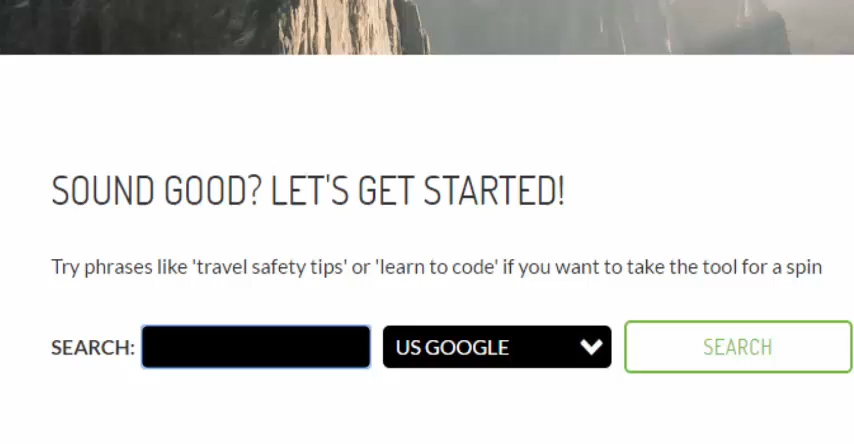 SOUND GOOD? LET'S GET STARTED!
Try phrases like 'travel safety tips' or 'learn to code' if you want to take the tool for a spin
SEARCH: US GOOGLE SEARCH